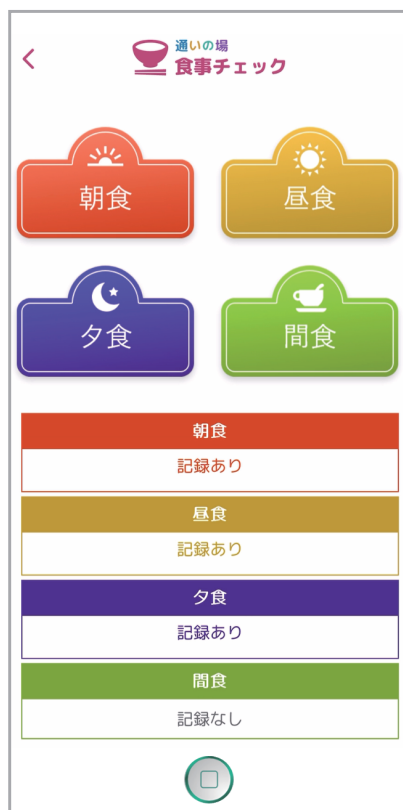 通いの場
食事チェック
朝食
昼食
夕食
間食
朝食
記録あり
昼食
記録あり
夕食
記録あり
間食
記録なし